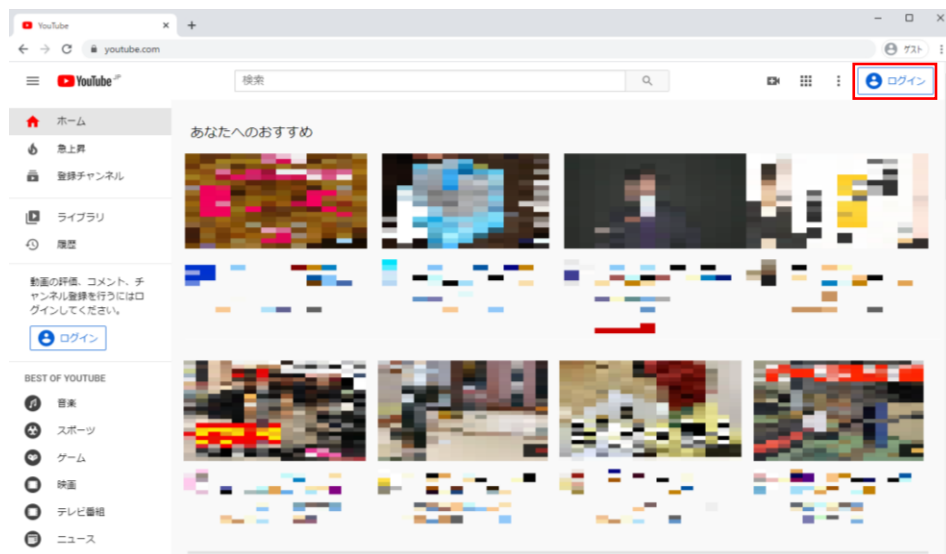 YouTube
youtube.com
ゲスト
YouTube JP
検索
ログイン
ホーム
急上昇
登録チャンネル
ライブラリ
履歴
動画の評価、コメント、チ
ャンネル登録を行うにはロ
グインしてください。
ログイン
BEST OF YOUTUBE
音楽
スポーツ
ゲーム
映画
テレビ番組
ニュース
あなたへのおすすめ